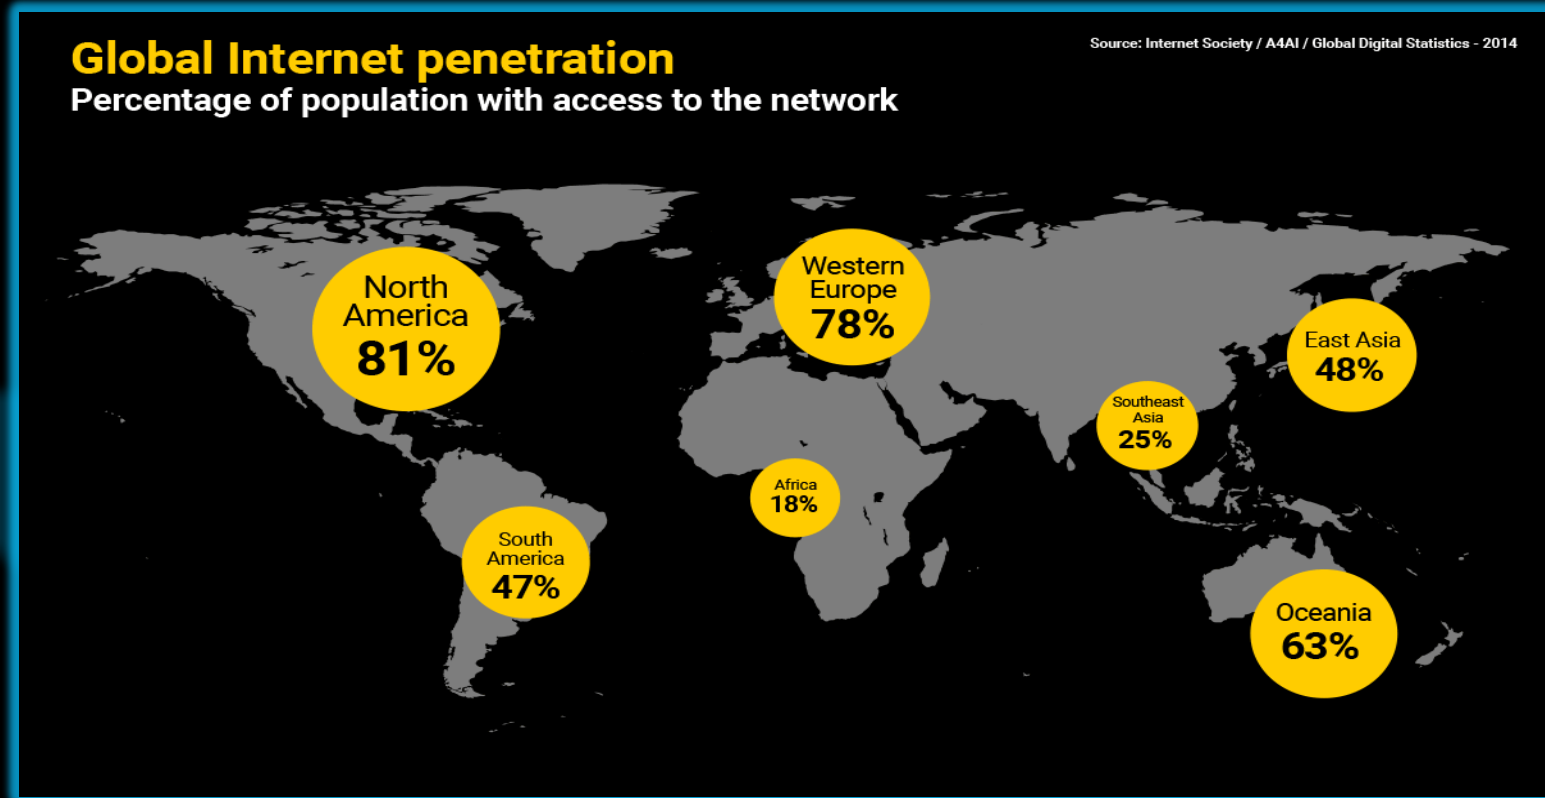 Global Internet penetration
Percentage of population with access to the network
Source: Internet Society / A4AI / Global Digital Statistics - 2014
North
America
81%
Western
Europe
78%
East Asia
48%
Southeast
Asia
25%
Africa
18%
South
America
47%
Oceania
63%